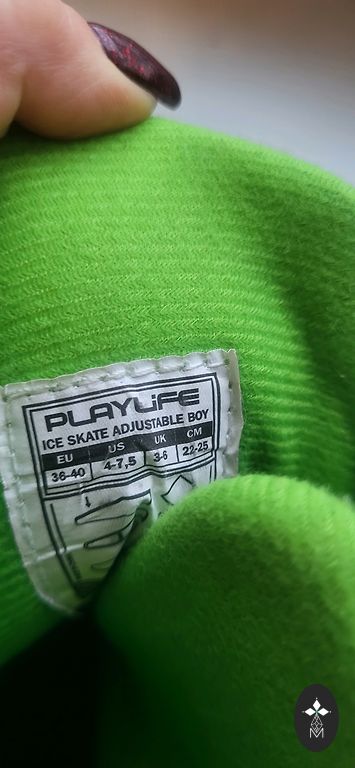 PLAYLiFE
ICE SKATE ADJUSTABLE BOY
EU US UK CM
36-40 4-7,5 3-6 22-25
M